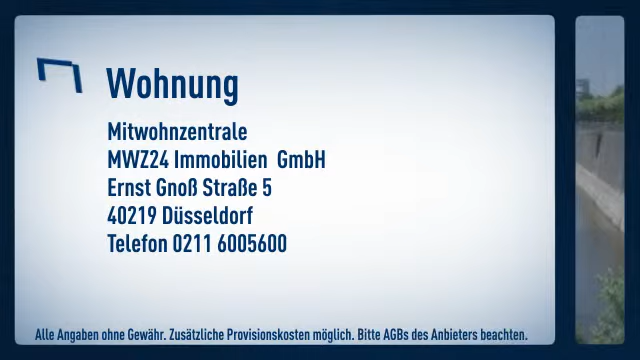 Wohnung
Mitwohnzentrale
MWZ24 Immobilien GmbH
Ernst Gnoß Straße 5
40219 Düsseldorf
Telefon 0211 6005600
Alle Angaben ohne Gewähr. Zusätzliche Provisionskosten möglich. Bitte AGBs des Anbieters beachten.